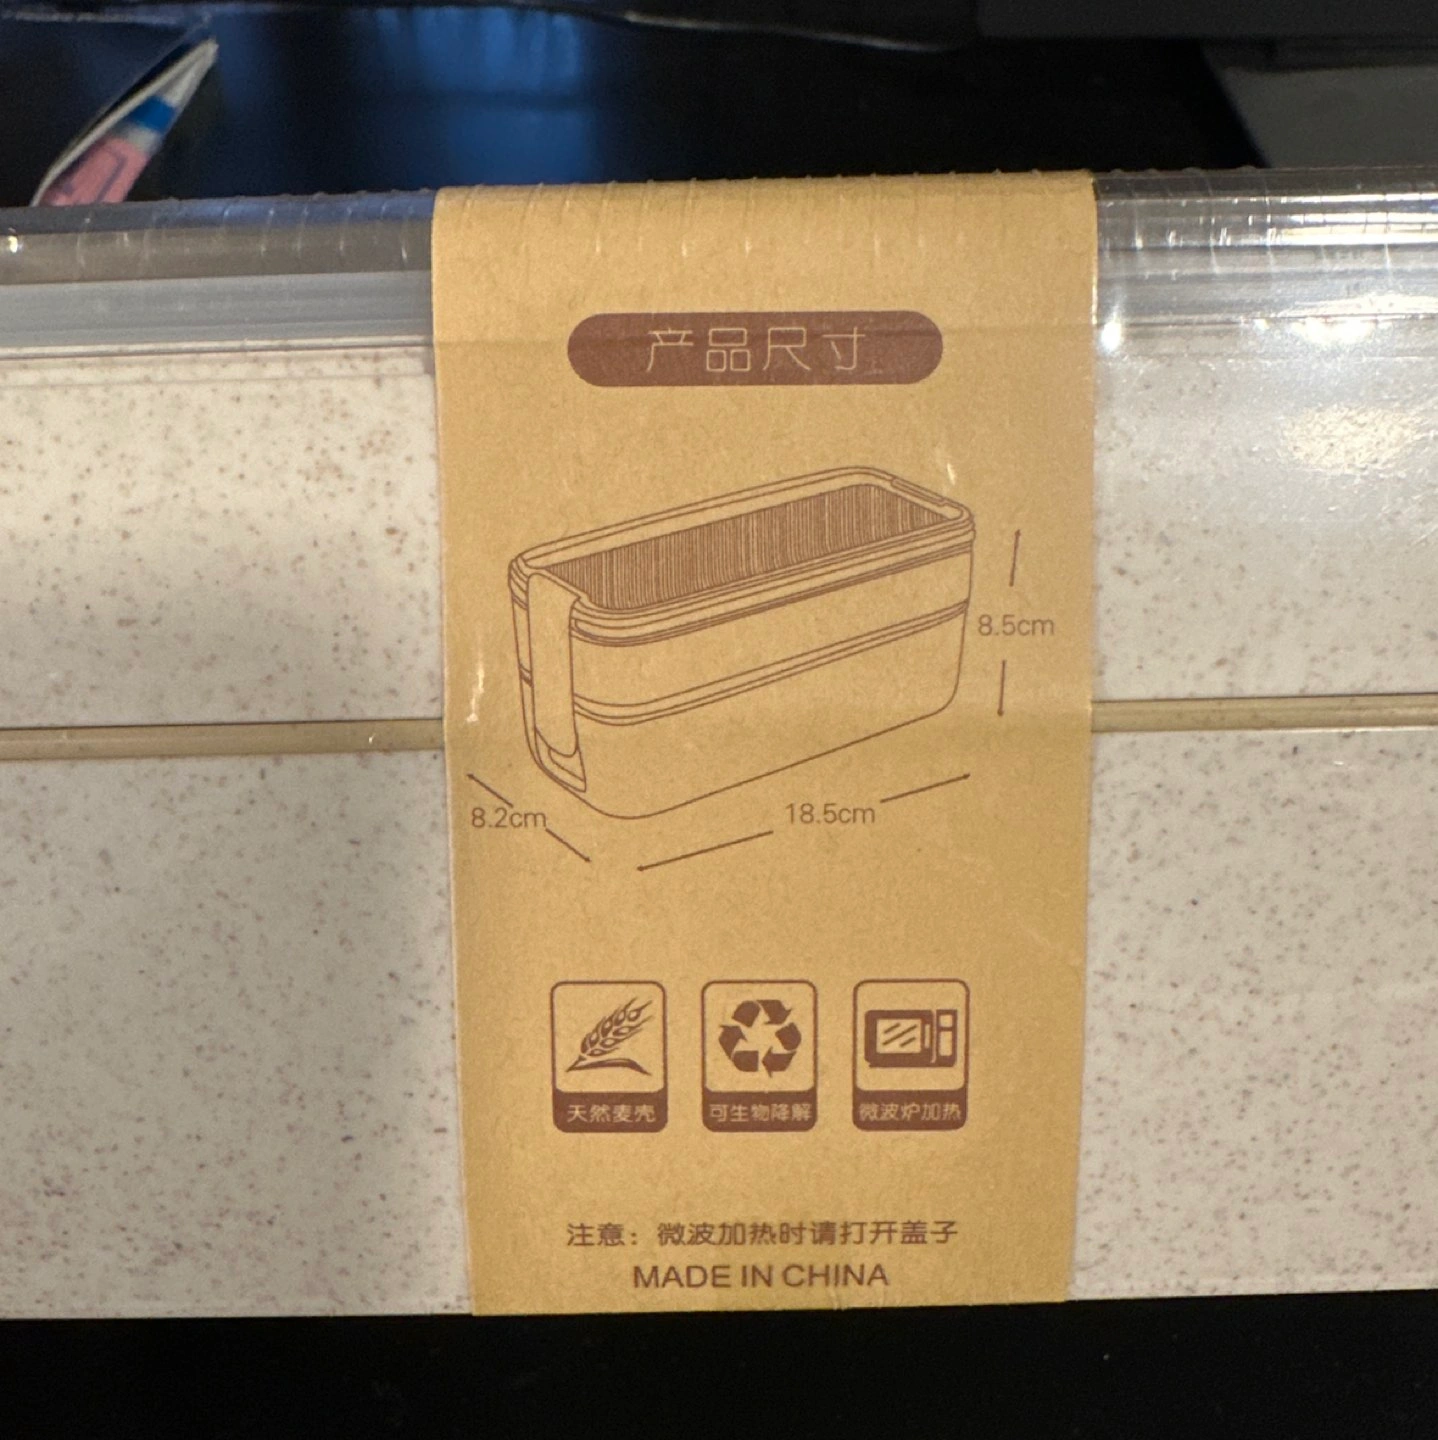 产品尺寸
8.5cm
8.2cm
18.5cm
天然麦壳
可生物降解
微波炉加热
注意：微波加热时请打开盖子
MADE IN CHINA